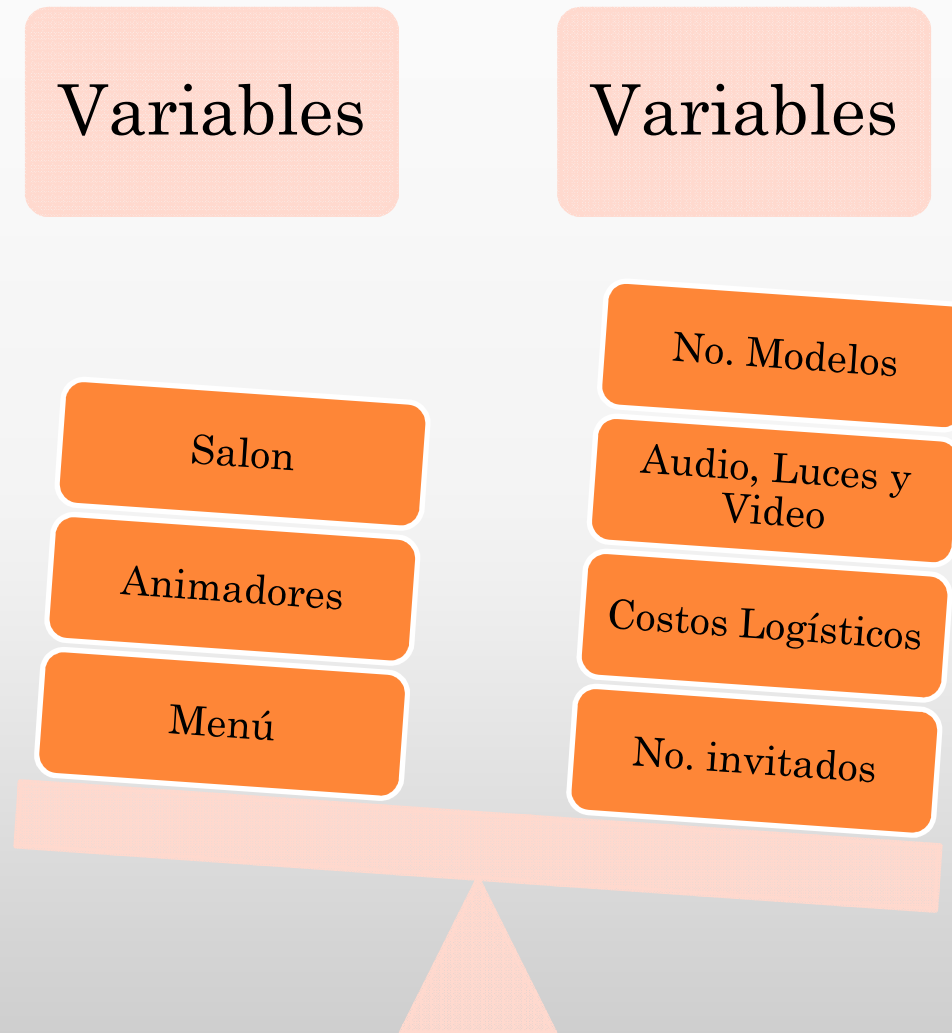 Variables
Variables
Salon
Animadores
Menú
No. Modelos
Audio, Luces y
Video
Costos Logísticos
No. invitados